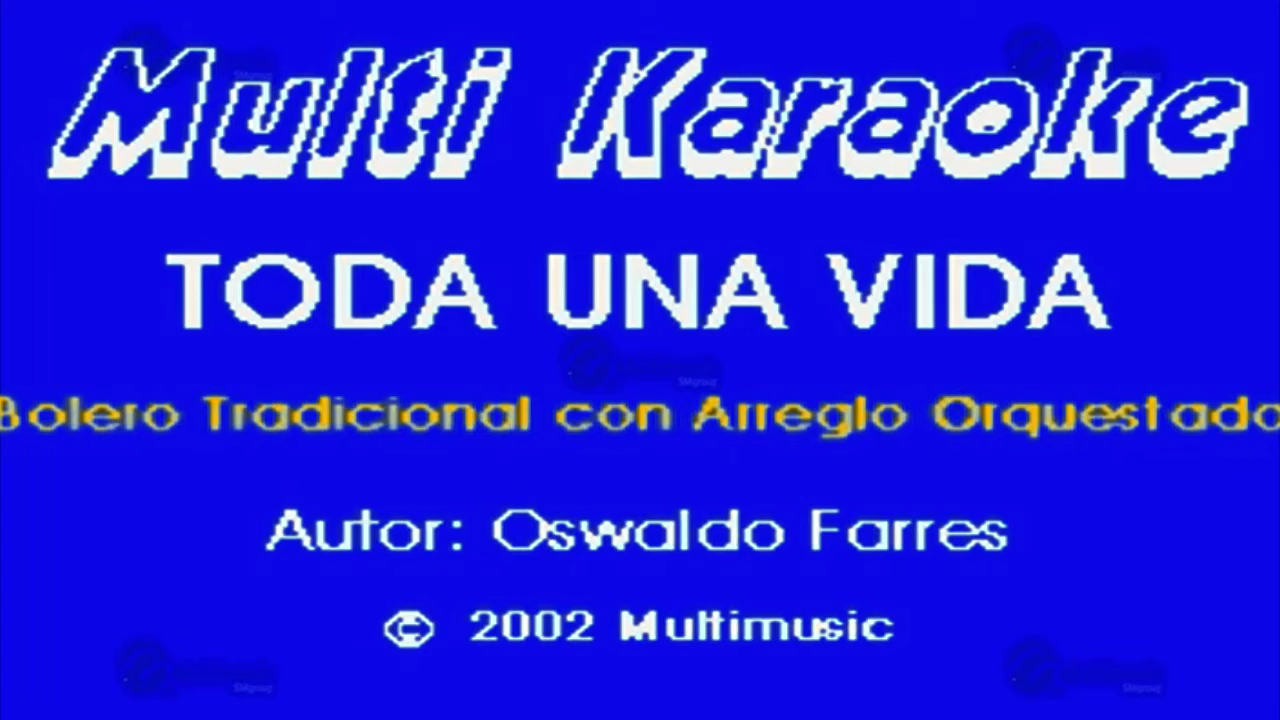 Multi Karaoke
TODA UNA VIDA
Bolero Tradicional con Arreglo Orquestado
Autor: Oswaldo Farres
© 2002 Multimusic